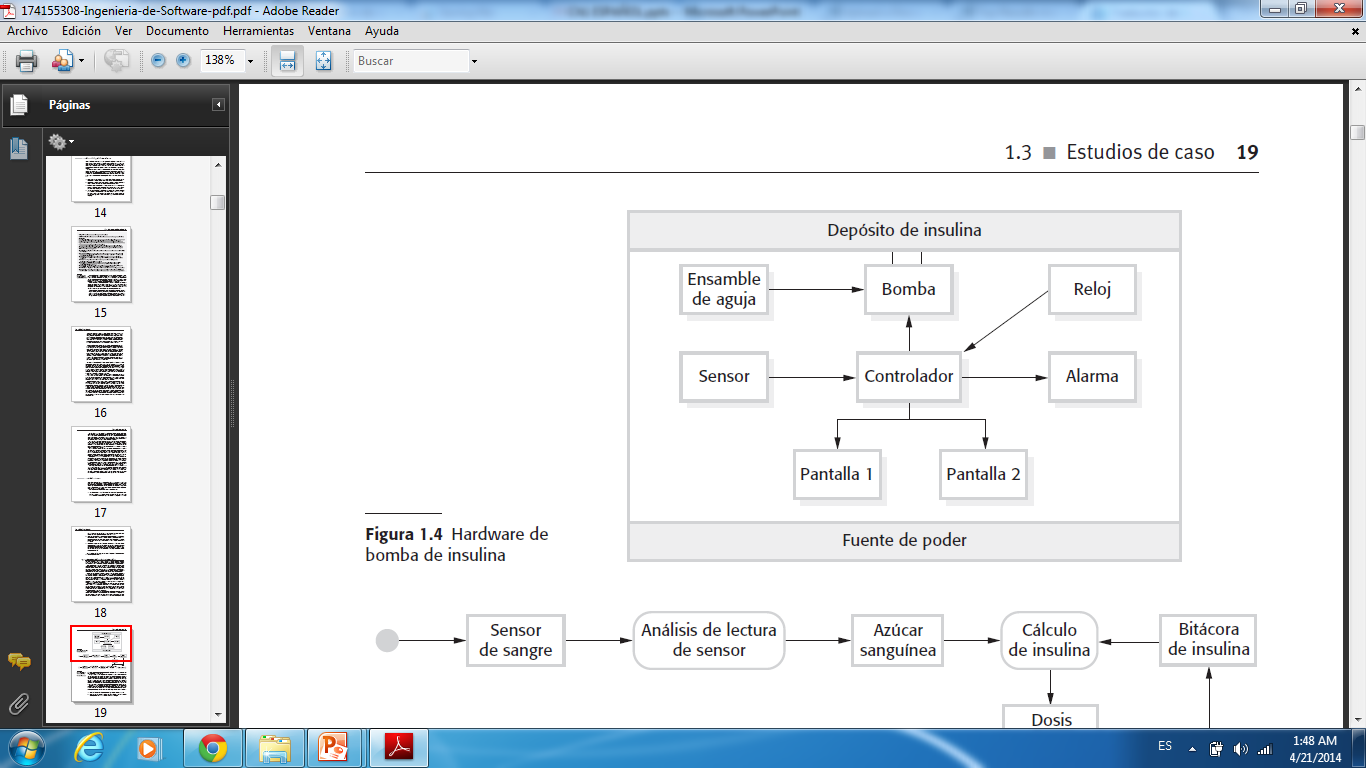 174155308-Ingenieria-de-Software-pdf.pdf - Adobe Reader
Archivo Edición Ver Documento Herramientas Ventana Ayuda
138%
Buscar
Páginas
14
15
16
17
18
19
1.3 ■ Estudios de caso 19
Depósito de insulina
Ensamble
de aguja
Bomba
Reloj
Sensor
Controlador
Alarma
Pantalla 1
Pantalla 2
Fuente de poder
Figura 1.4 Hardware de
bomba de insulina
Sensor
de sangre
Análisis de lectura
de sensor
Azúcar
sanguínea
Cálculo
de insulina
Bitácora
de insulina
Dosis
ES
1:48 AM
4/21/2014